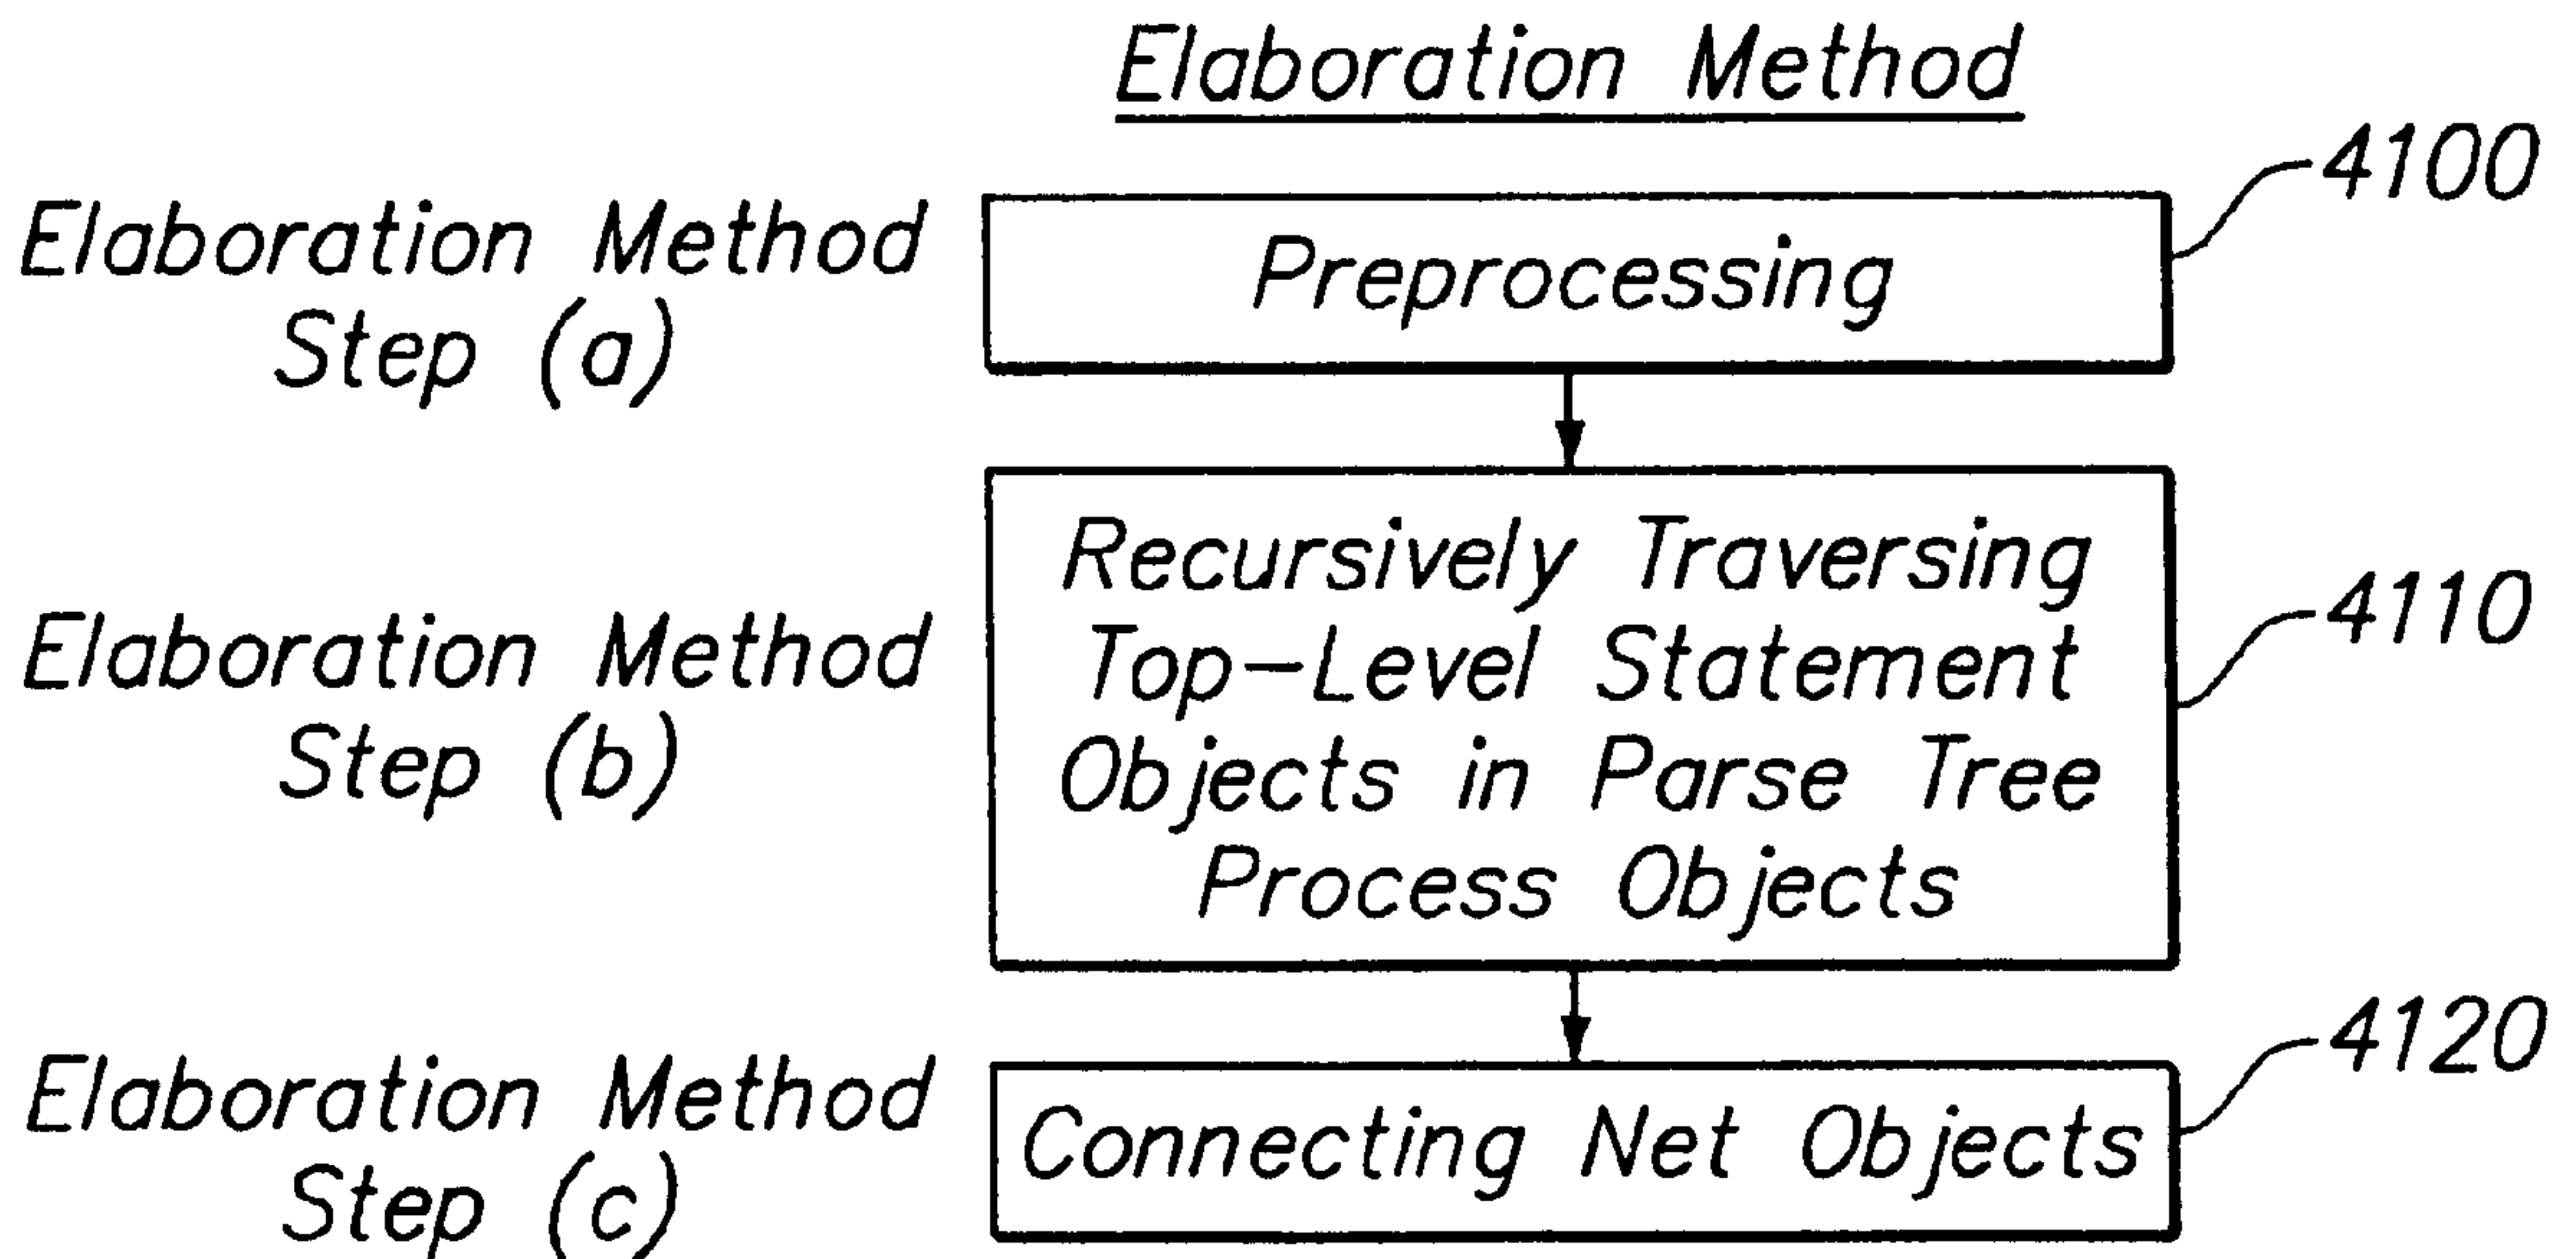 Elaboration Method
4100
Elaboration Method
Step (a)
Preprocessing
Elaboration Method
Step (b)
Recursively Traversing
Top-Level Statement
Objects in Parse Tree
Process Objects
4110
Elaboration Method
Step (c)
Connecting Net Objects
4120